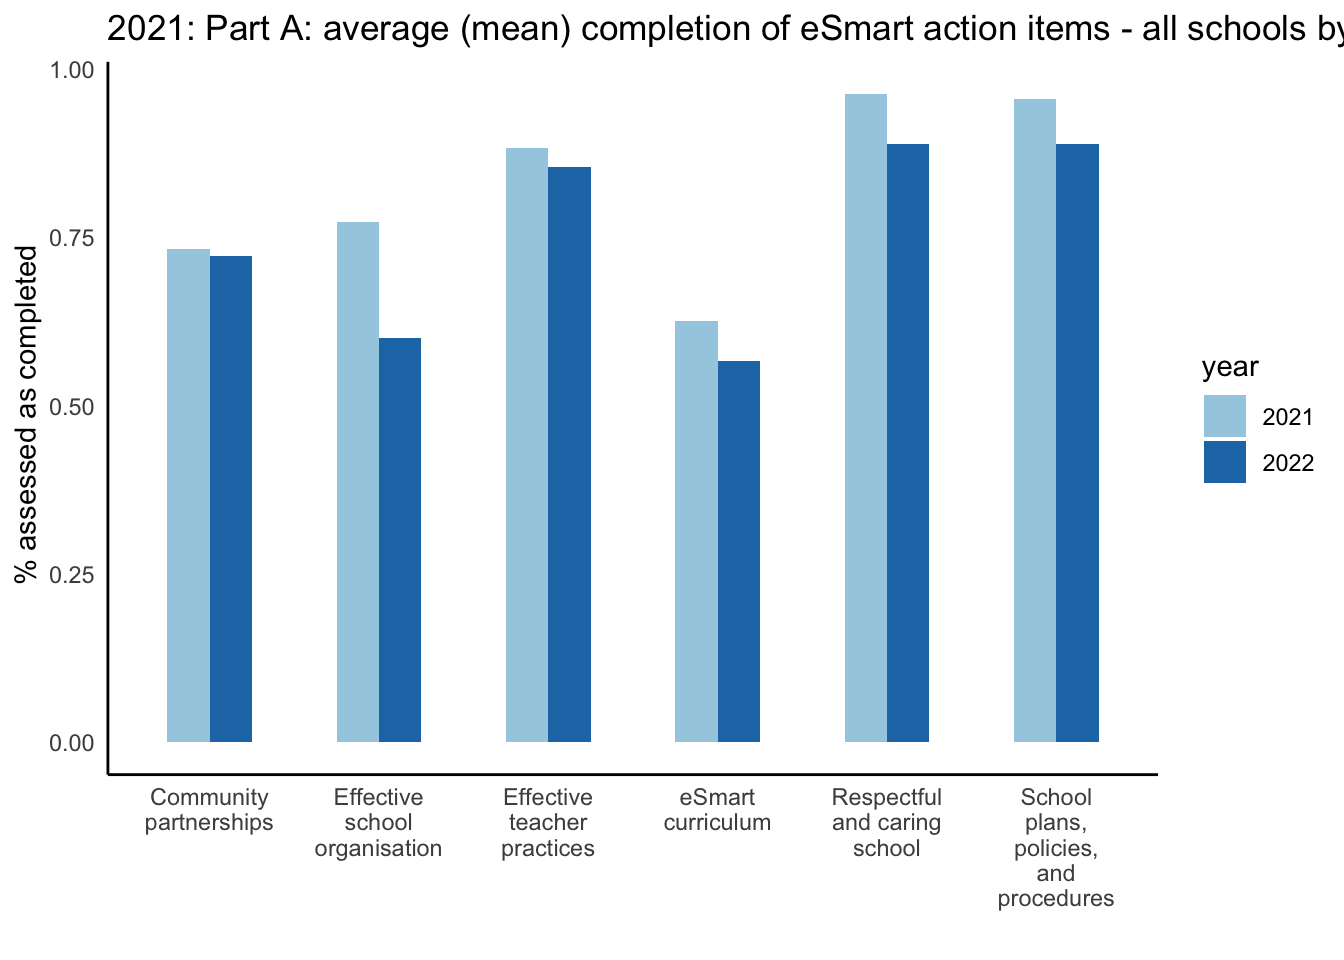 2021: Part A: average (mean) completion of eSmart action items - all schools by
1.00
0.75
0.50
0.25
0.00
% assessed as completed
Community
partnerships
Effective
school
organisation
Effective
teacher
practices
eSmart
curriculum
Respectful
and caring
school
School
plans,
policies,
and
procedures
year
2021
2022